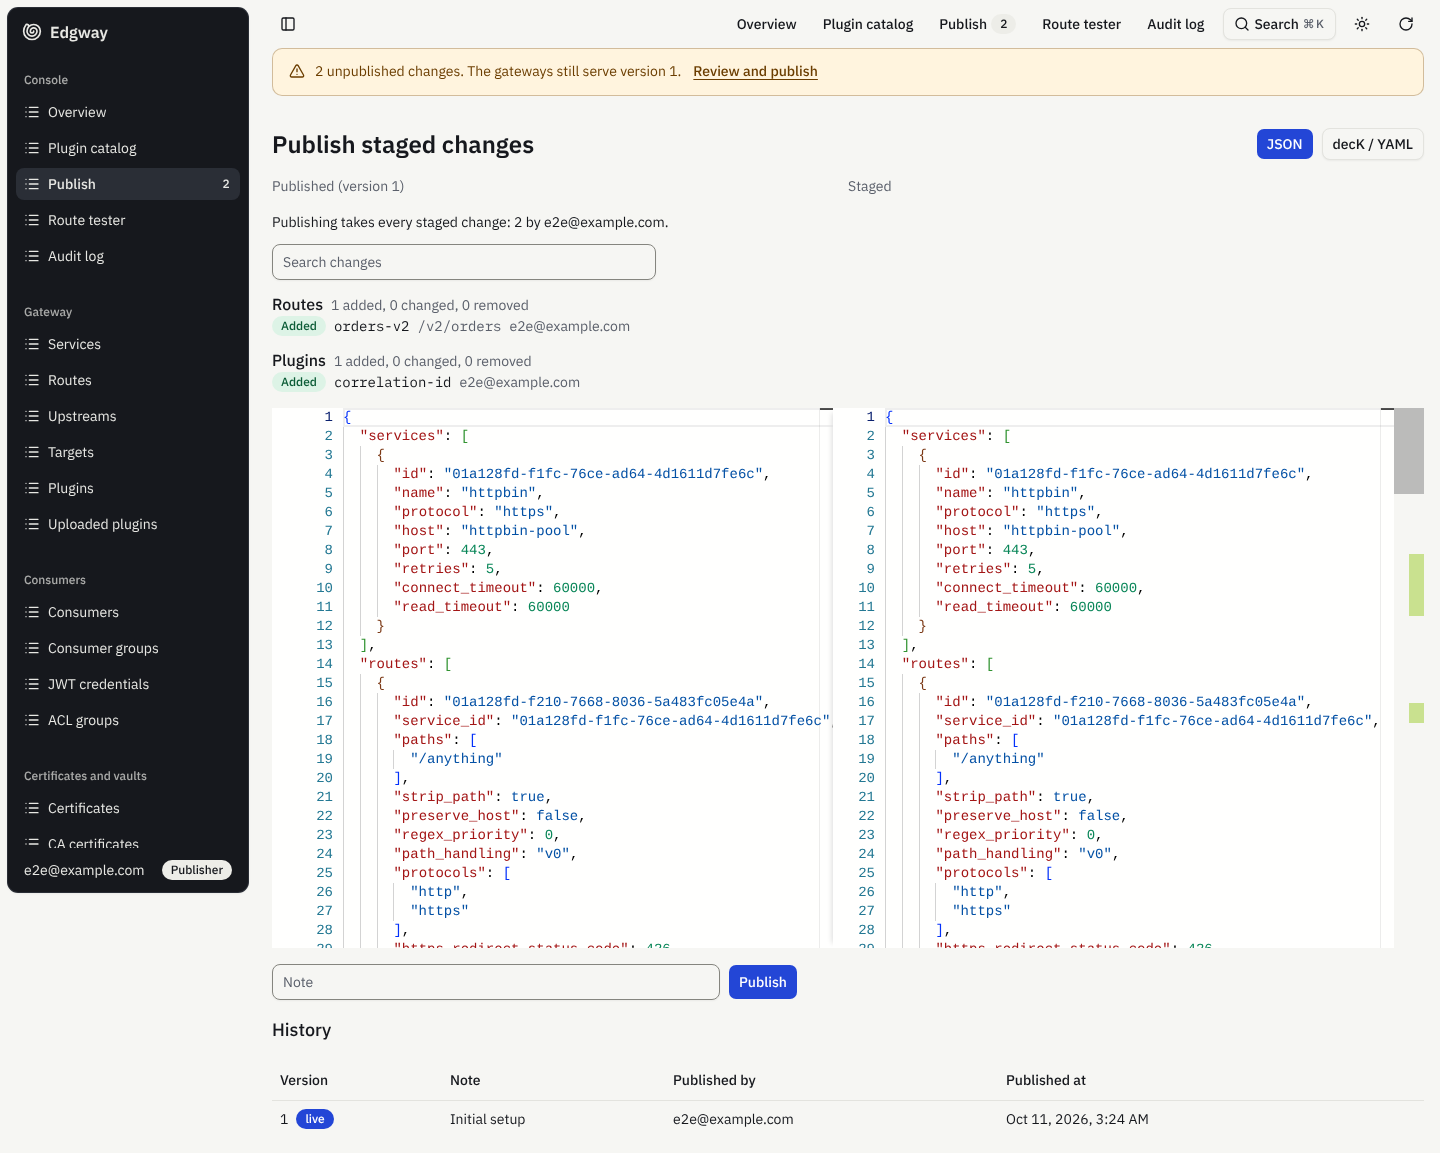 Edgway
Console
Overview
Plugin catalog
Publish 2
Route tester
Audit log
Gateway
Services
Routes
Upstreams
Targets
Plugins
Uploaded plugins
Consumers
Consumers
Consumer groups
JWT credentials
ACL groups
Certificates and vaults
Certificates
CA certificates
e2e@example.com Publisher
Overview Plugin catalog Publish 2 Route tester Audit log Search ⌘K
2 unpublished changes. The gateways still serve version 1. Review and publish
Publish staged changes JSON decK / YAML
Published (version 1) Staged
Publishing takes every staged change: 2 by e2e@example.com.
Search changes
Routes 1 added, 0 changed, 0 removed
Added orders-v2 /v2/orders e2e@example.com
Plugins 1 added, 0 changed, 0 removed
Added correlation-id e2e@example.com
1 {
2 "services": [
3 {
4 "id": "01a128fd-f1fc-76ce-ad64-4d1611d7fe6c",
5 "name": "httpbin",
6 "protocol": "https",
7 "host": "httpbin-pool",
8 "port": 443,
9 "retries": 5,
10 "connect_timeout": 60000,
11 "read_timeout": 60000
12 }
13 ],
14 "routes": [
15 {
16 "id": "01a128fd-f210-7668-8036-5a483fc05e4a",
17 "service_id": "01a128fd-f1fc-76ce-ad64-4d1611d7fe6c",
18 "paths": [
19 "/anything"
20 ],
21 "strip_path": true,
22 "preserve_host": false,
23 "regex_priority": 0,
24 "path_handling": "v0",
25 "protocols": [
26 "http",
27 "https"
28 ],
29 "https_redirect_status_code": 426
1 {
2 "services": [
3 {
4 "id": "01a128fd-f1fc-76ce-ad64-4d1611d7fe6c",
5 "name": "httpbin",
6 "protocol": "https",
7 "host": "httpbin-pool",
8 "port": 443,
9 "retries": 5,
10 "connect_timeout": 60000,
11 "read_timeout": 60000
12 }
13 ],
14 "routes": [
15 {
16 "id": "01a128fd-f210-7668-8036-5a483fc05e4a",
17 "service_id": "01a128fd-f1fc-76ce-ad64-4d1611d7fe6c",
18 "paths": [
19 "/anything"
20 ],
21 "strip_path": true,
22 "preserve_host": false,
23 "regex_priority": 0,
24 "path_handling": "v0",
25 "protocols": [
26 "http",
27 "https"
28 ],
29 "https_redirect_status_code": 426
Note Publish
History
Version Note Published by Published at
1 live Initial setup e2e@example.com Oct 11, 2026, 3:24 AM